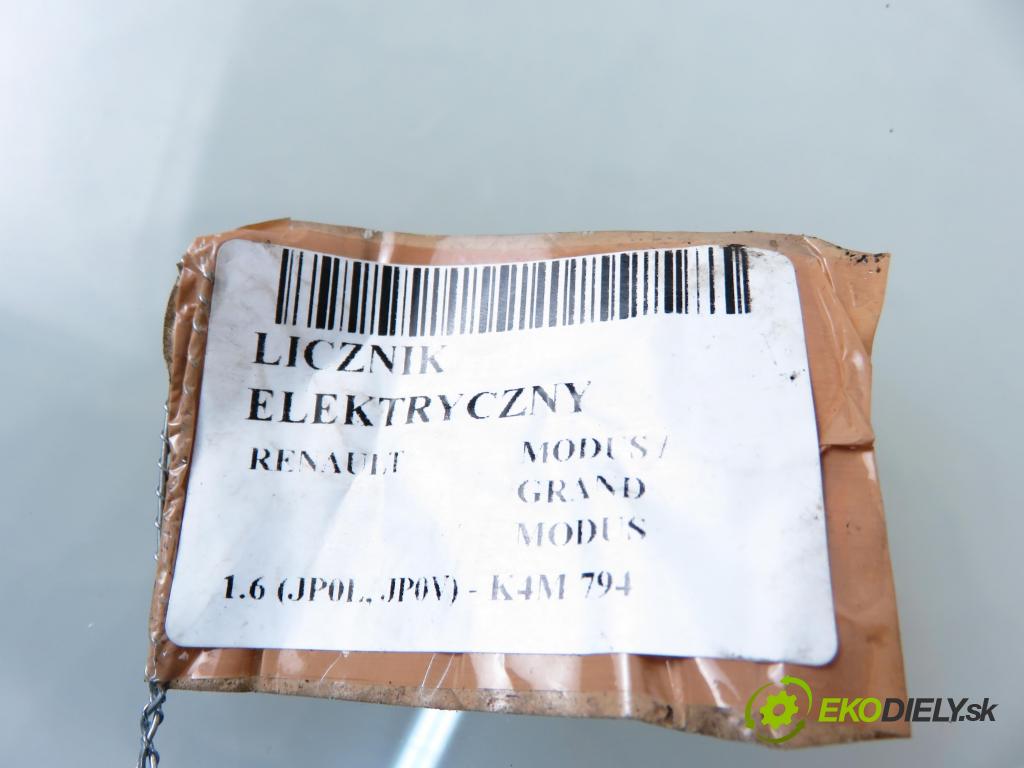 LICZNIK
ELEKTRYCZNY
RENAULT MODUS /
GRAND
MODUS
1.6 (JP0L, JP0V) - K4M 794
EKODIELY.sk